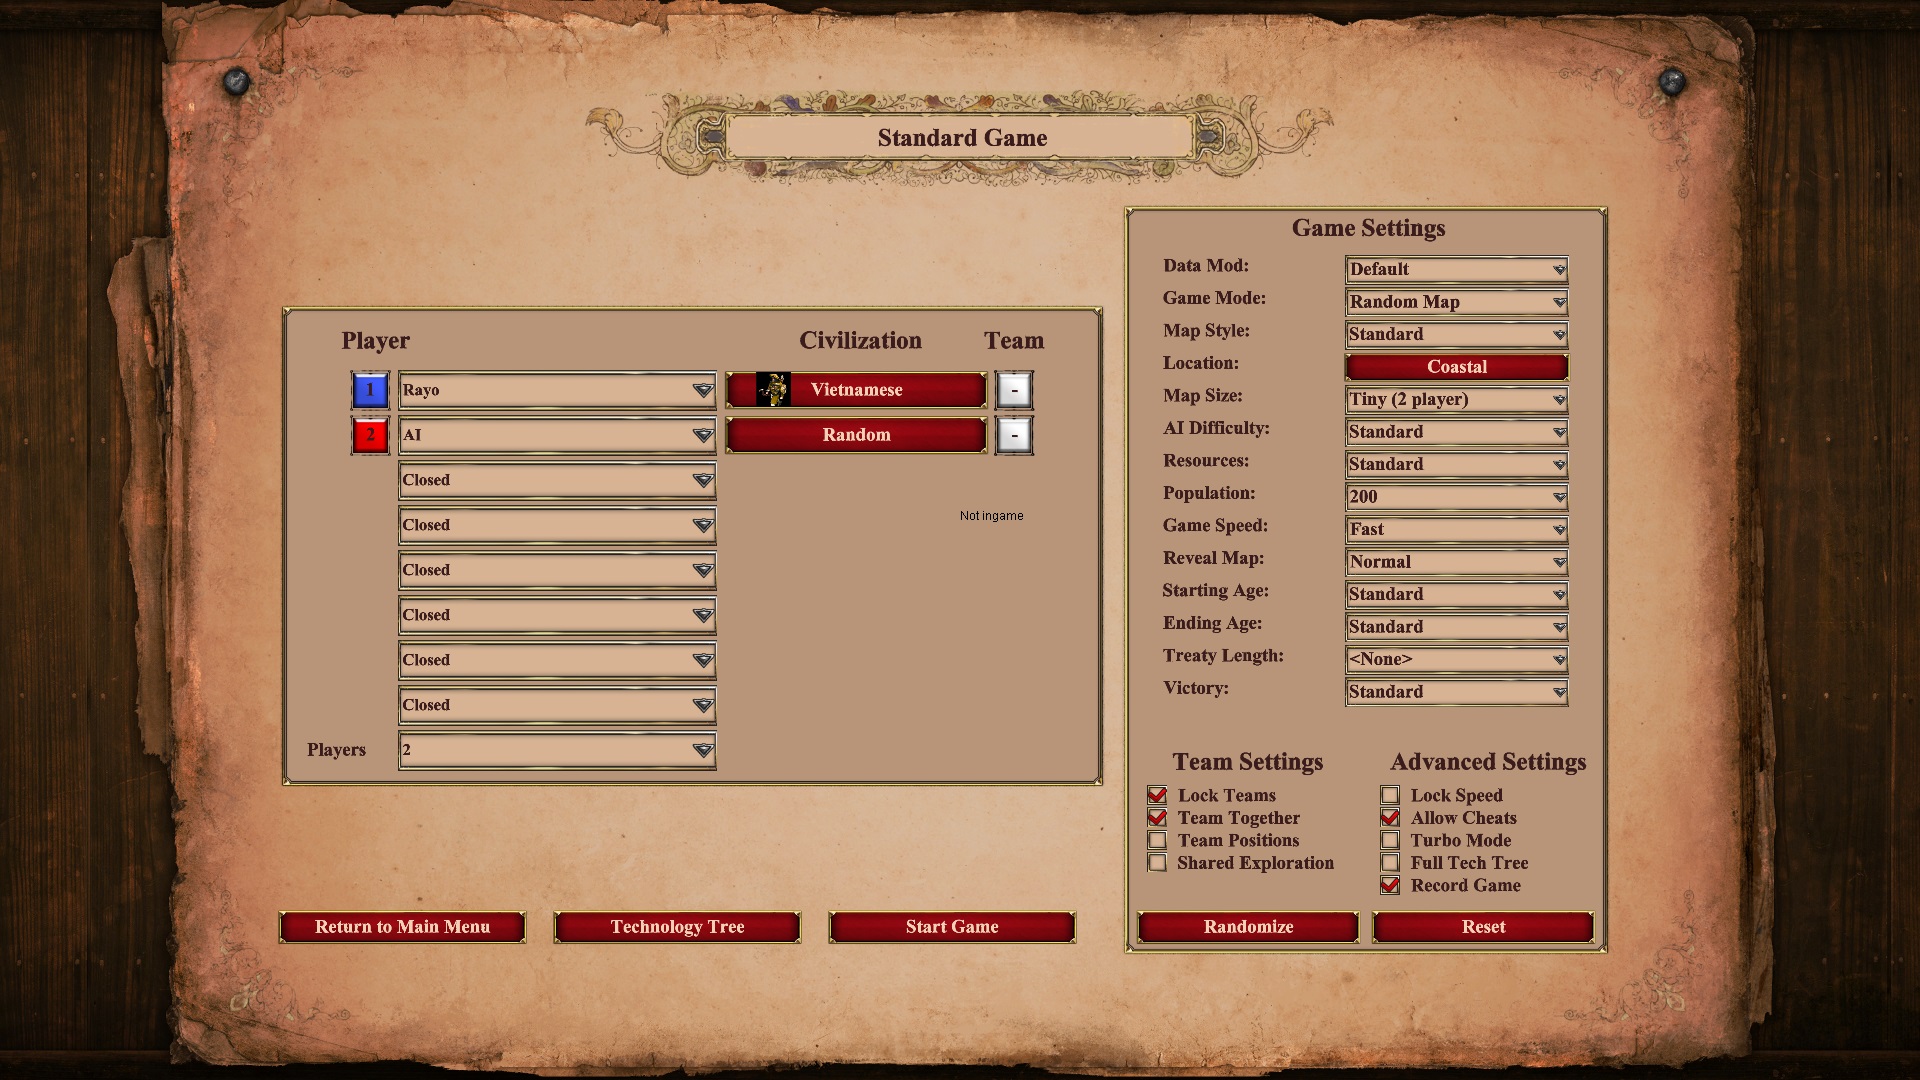 Standard Game
Player Civilization Team
1 Rayo Vietnamese -
2 AI Random -
Closed
Closed
Closed
Closed
Closed
Closed
Players 2
Not ingame
Return to Main Menu
Technology Tree
Start Game
Game Settings
Data Mod: Default
Game Mode: Random Map
Map Style: Standard
Location: Coastal
Map Size: Tiny (2 player)
AI Difficulty: Standard
Resources: Standard
Population: 200
Game Speed: Fast
Reveal Map: Normal
Starting Age: Standard
Ending Age: Standard
Treaty Length: <None>
Victory: Standard
Team Settings
Lock Teams
Team Together
Team Positions
Shared Exploration
Advanced Settings
Lock Speed
Allow Cheats
Turbo Mode
Full Tech Tree
Record Game
Randomize
Reset